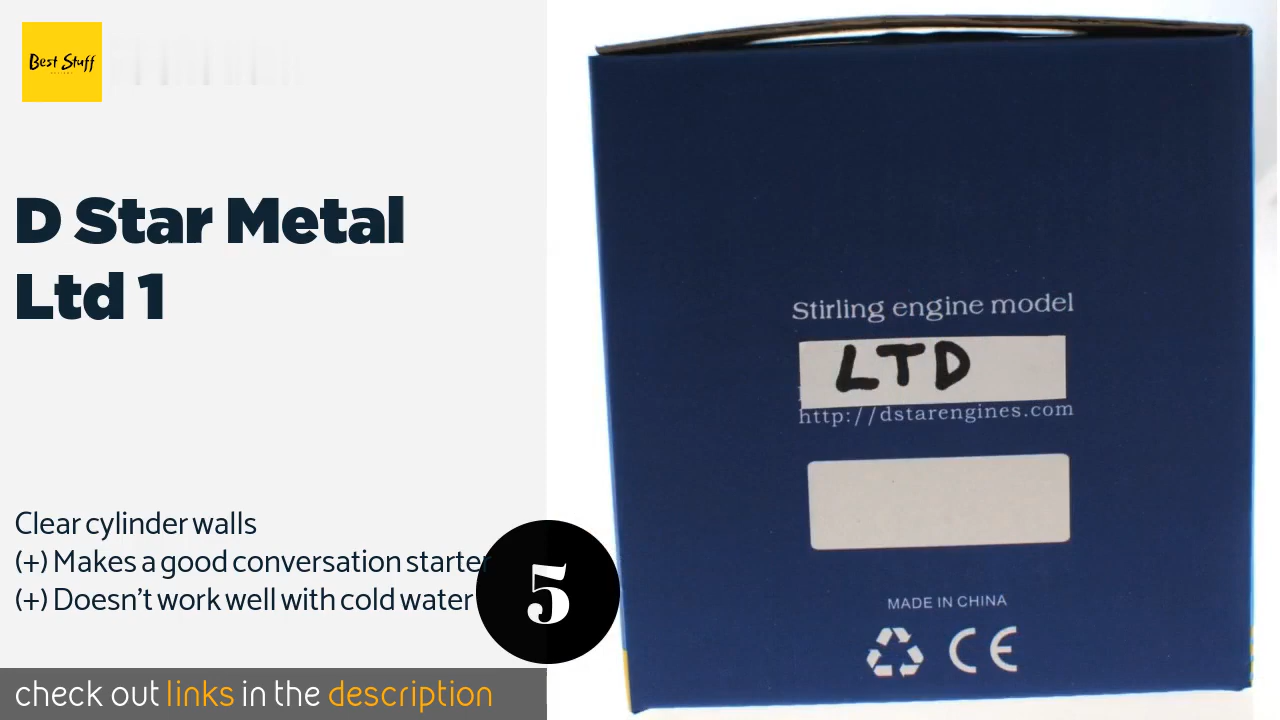 Best Stuff
D Star Metal
Ltd 1
Clear cylinder walls
(+) Makes a good conversation starter
(+) Doesn't work well with cold water
5
check out links in the description
Stirling engine model
LTD
http://dstarengines.com
MADE IN CHINA
CE